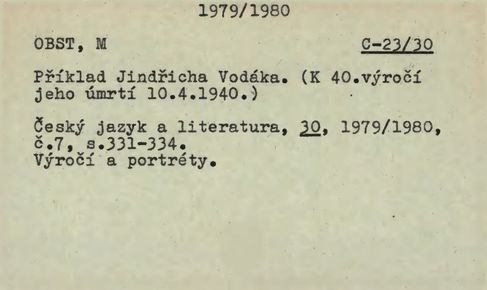 1979/1980
OBST, M C-23/30
Příklad Jindřicha Vodáka. (K 40.výročí
jeho úmrtí 10.4.1940.)
Český jazyk a literatura, 30, 1979/1980,
č.7, s.331-334.
Výročí a portréty.